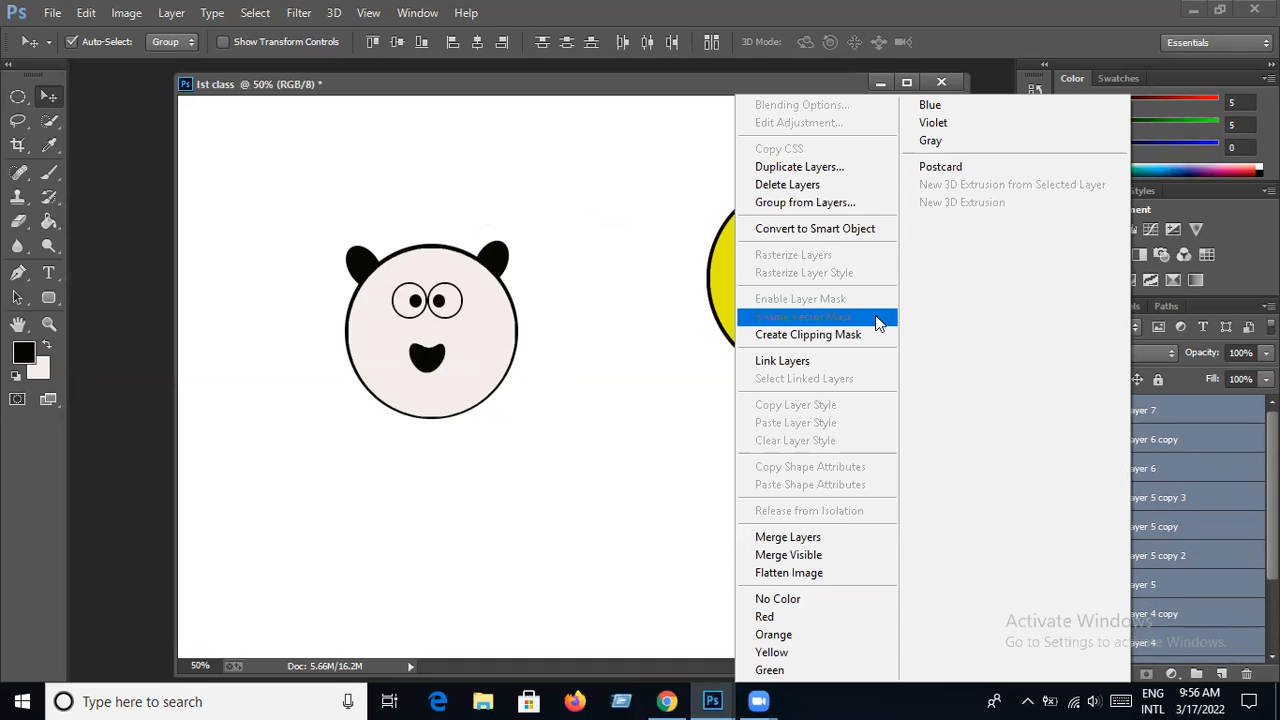 Ps File Edit Image Layer Type Select Filter 3D View Window Help
Auto-Select: Group Show Transform Controls 3D Mode: Essentials
Ps Ist class @ 50% (RGB/8) *
Color Swatches
5
5
0
Styles
Paths
Opacity: 100%
Fill: 100%
Blending Options...
Edit Adjustment...
Copy CSS
Duplicate Layers...
Delete Layers
Group from Layers...
Convert to Smart Object
Rasterize Layers
Rasterize Layer Style
Enable Layer Mask
Enable Vector Mask
Create Clipping Mask
Link Layers
Select Linked Layers
Copy Layer Style
Paste Layer Style
Clear Layer Style
Copy Shape Attributes
Paste Shape Attributes
Release from Isolation
Merge Layers
Merge Visible
Flatten Image
No Color
Red
Orange
Yellow
Green
Blue
Violet
Gray
Postcard
New 3D Extrusion from Selected Layer
New 3D Extrusion
ayer 7
ayer 6 copy
ayer 6
ayer 5 copy 3
ayer 5 copy
ayer 5 copy 2
ayer 5
ayer 4 copy
ayer 4
Activate Windows
Go to Settings to activate Windows.
50% Doc: 5.66M/16.2M
Type here to search
ENG
INTL
9:56 AM
3/17/2022